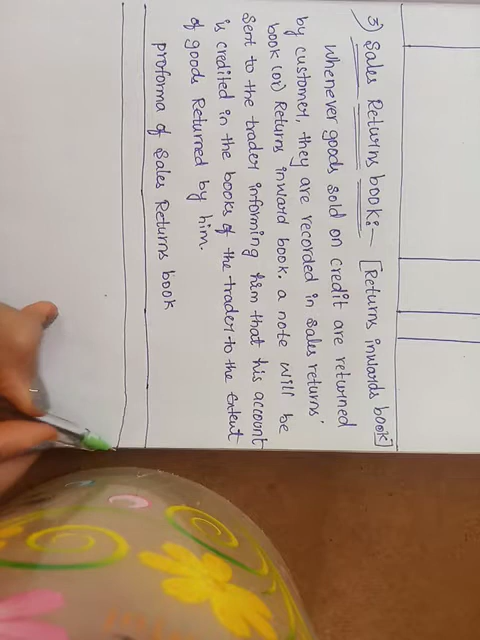 3) Sales Returns book:- [Returns inwards book]
Whenever goods sold on credit are returned
by customer, they are recorded in sales returns
book (or) Returns inward book. a note will be
sent to the trader informing him that his account
is credited in the books of the trader to the extent
of goods Returned by him.
proforma of Sales Returns book